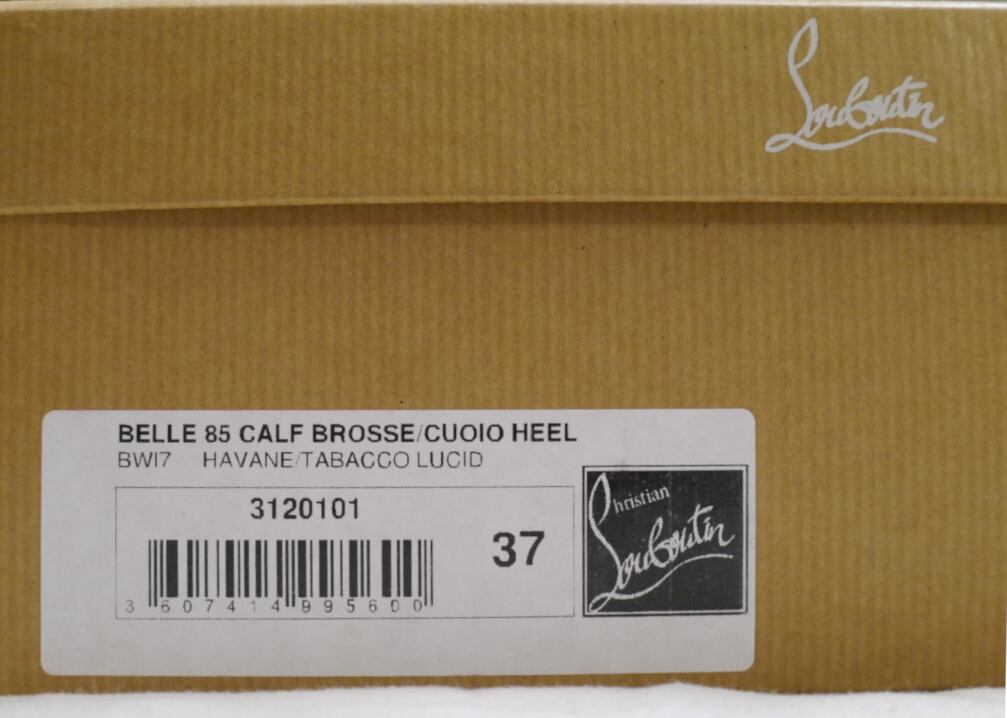 Louboutin
BELLE 85 CALF BROSSE/CUOIO HEEL
BWI7 HAVANE/TABACCO LUCID
3120101
37
3 607414 995600
Christian
Louboutin